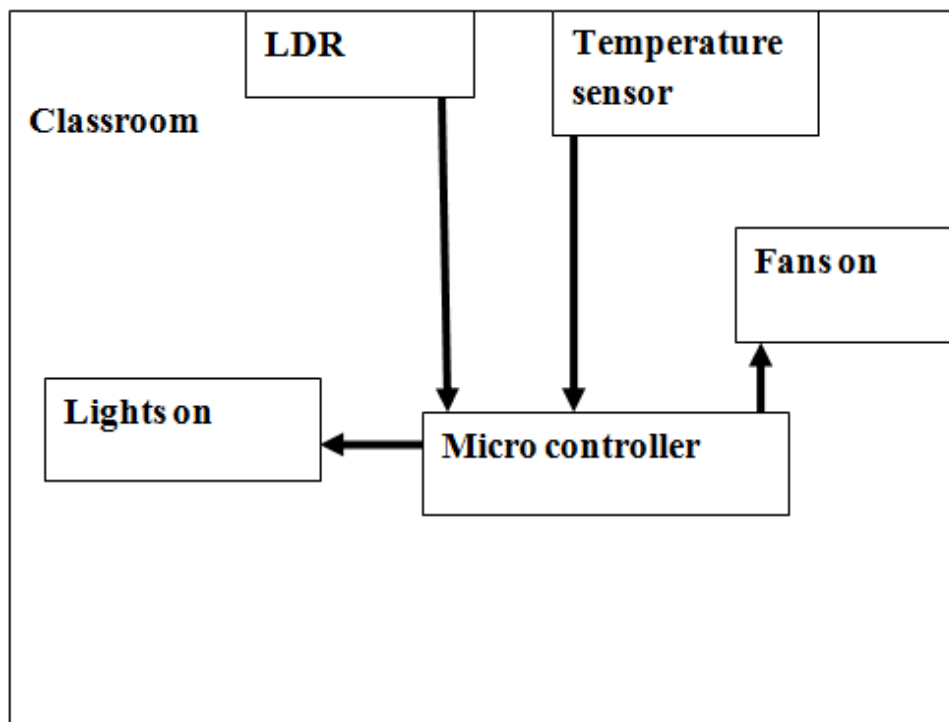 LDR
Temperature
sensor
Classroom
Fans on
Lights on
Micro controller